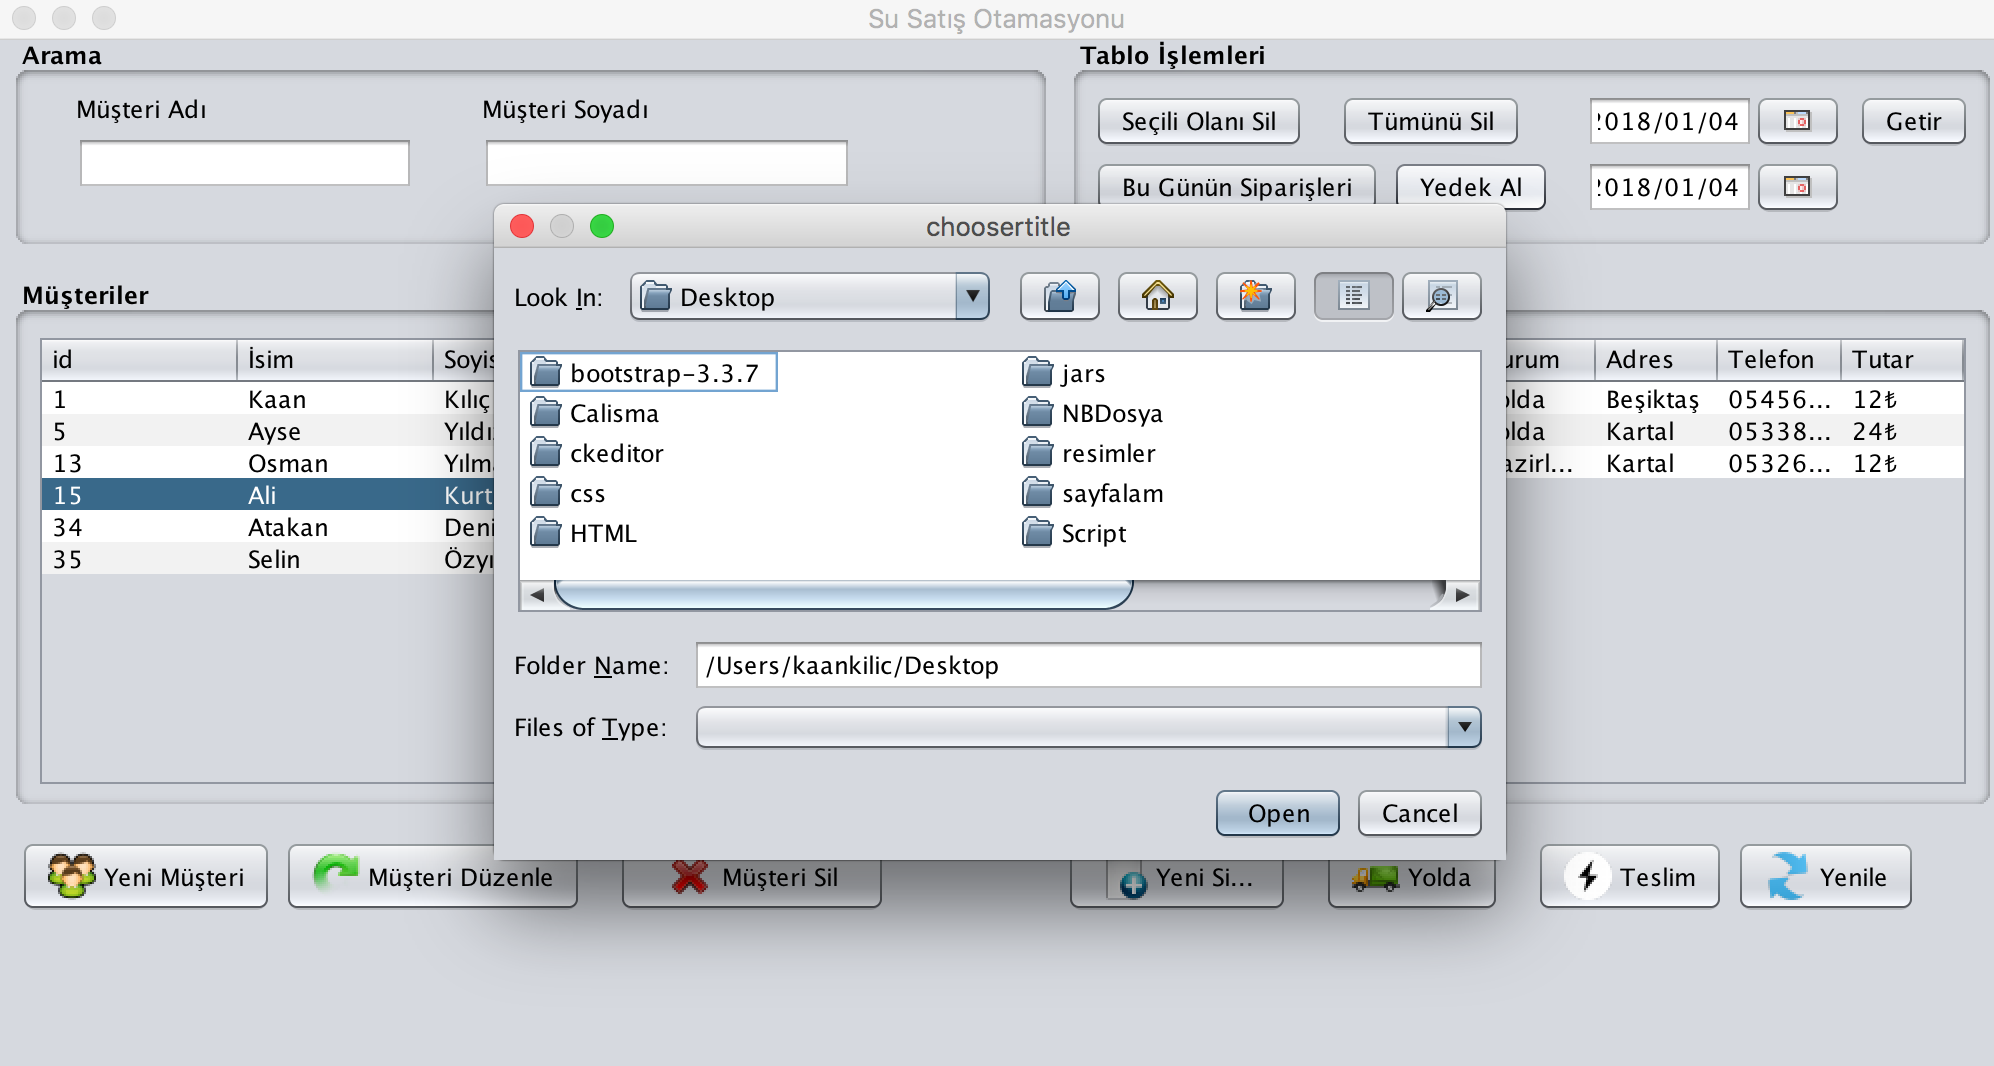 Su Satış Otamasyonu
Arama
Müşteri Adı
Müşteri Soyadı
Tablo İşlemleri
Seçili Olanı Sil
Tümünü Sil
2018/01/04
Getir
Bu Günün Siparişleri
Yedek Al
2018/01/04
Müşteriler
id İsim Soyis
1 Kaan Kılıç
5 Ayse Yıldı
13 Osman Yılm
15 Ali Kurt
34 Atakan Deni
35 Selin Özyı
urum Adres Telefon Tutar
olda Beşiktaş 05456... 12₺
olda Kartal 05338... 24₺
azirl... Kartal 05326... 12₺
choosertitle
Look In: Desktop
bootstrap-3.3.7
Calisma
ckeditor
css
HTML
jars
NBDosya
resimler
sayfalam
Script
Folder Name: /Users/kaankilic/Desktop
Files of Type:
Open
Cancel
Yeni Müşteri
Müşteri Düzenle
Müşteri Sil
Yeni Si...
Yolda
Teslim
Yenile